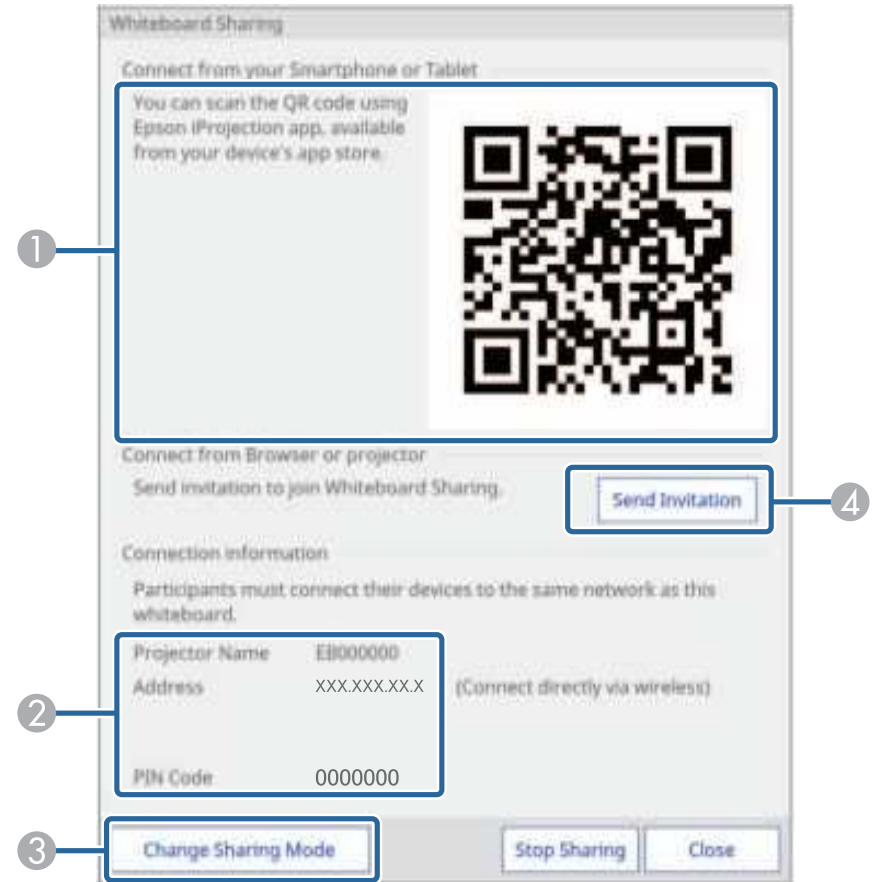 Whiteboard Sharing
Connect from your Smartphone or Tablet
You can scan the QR code using
Epson iProjection app, available
from your device's app store.
1
Connect from Browser or projector
Send invitation to join Whiteboard Sharing.
Send Invitation
4
Connection information
Participants must connect their devices to the same network as this
whiteboard.
Projector Name EB000000
Address XXX.XXX.XX.X (Connect directly via wireless)
2
PIN Code 0000000
3
Change Sharing Mode Stop Sharing Close